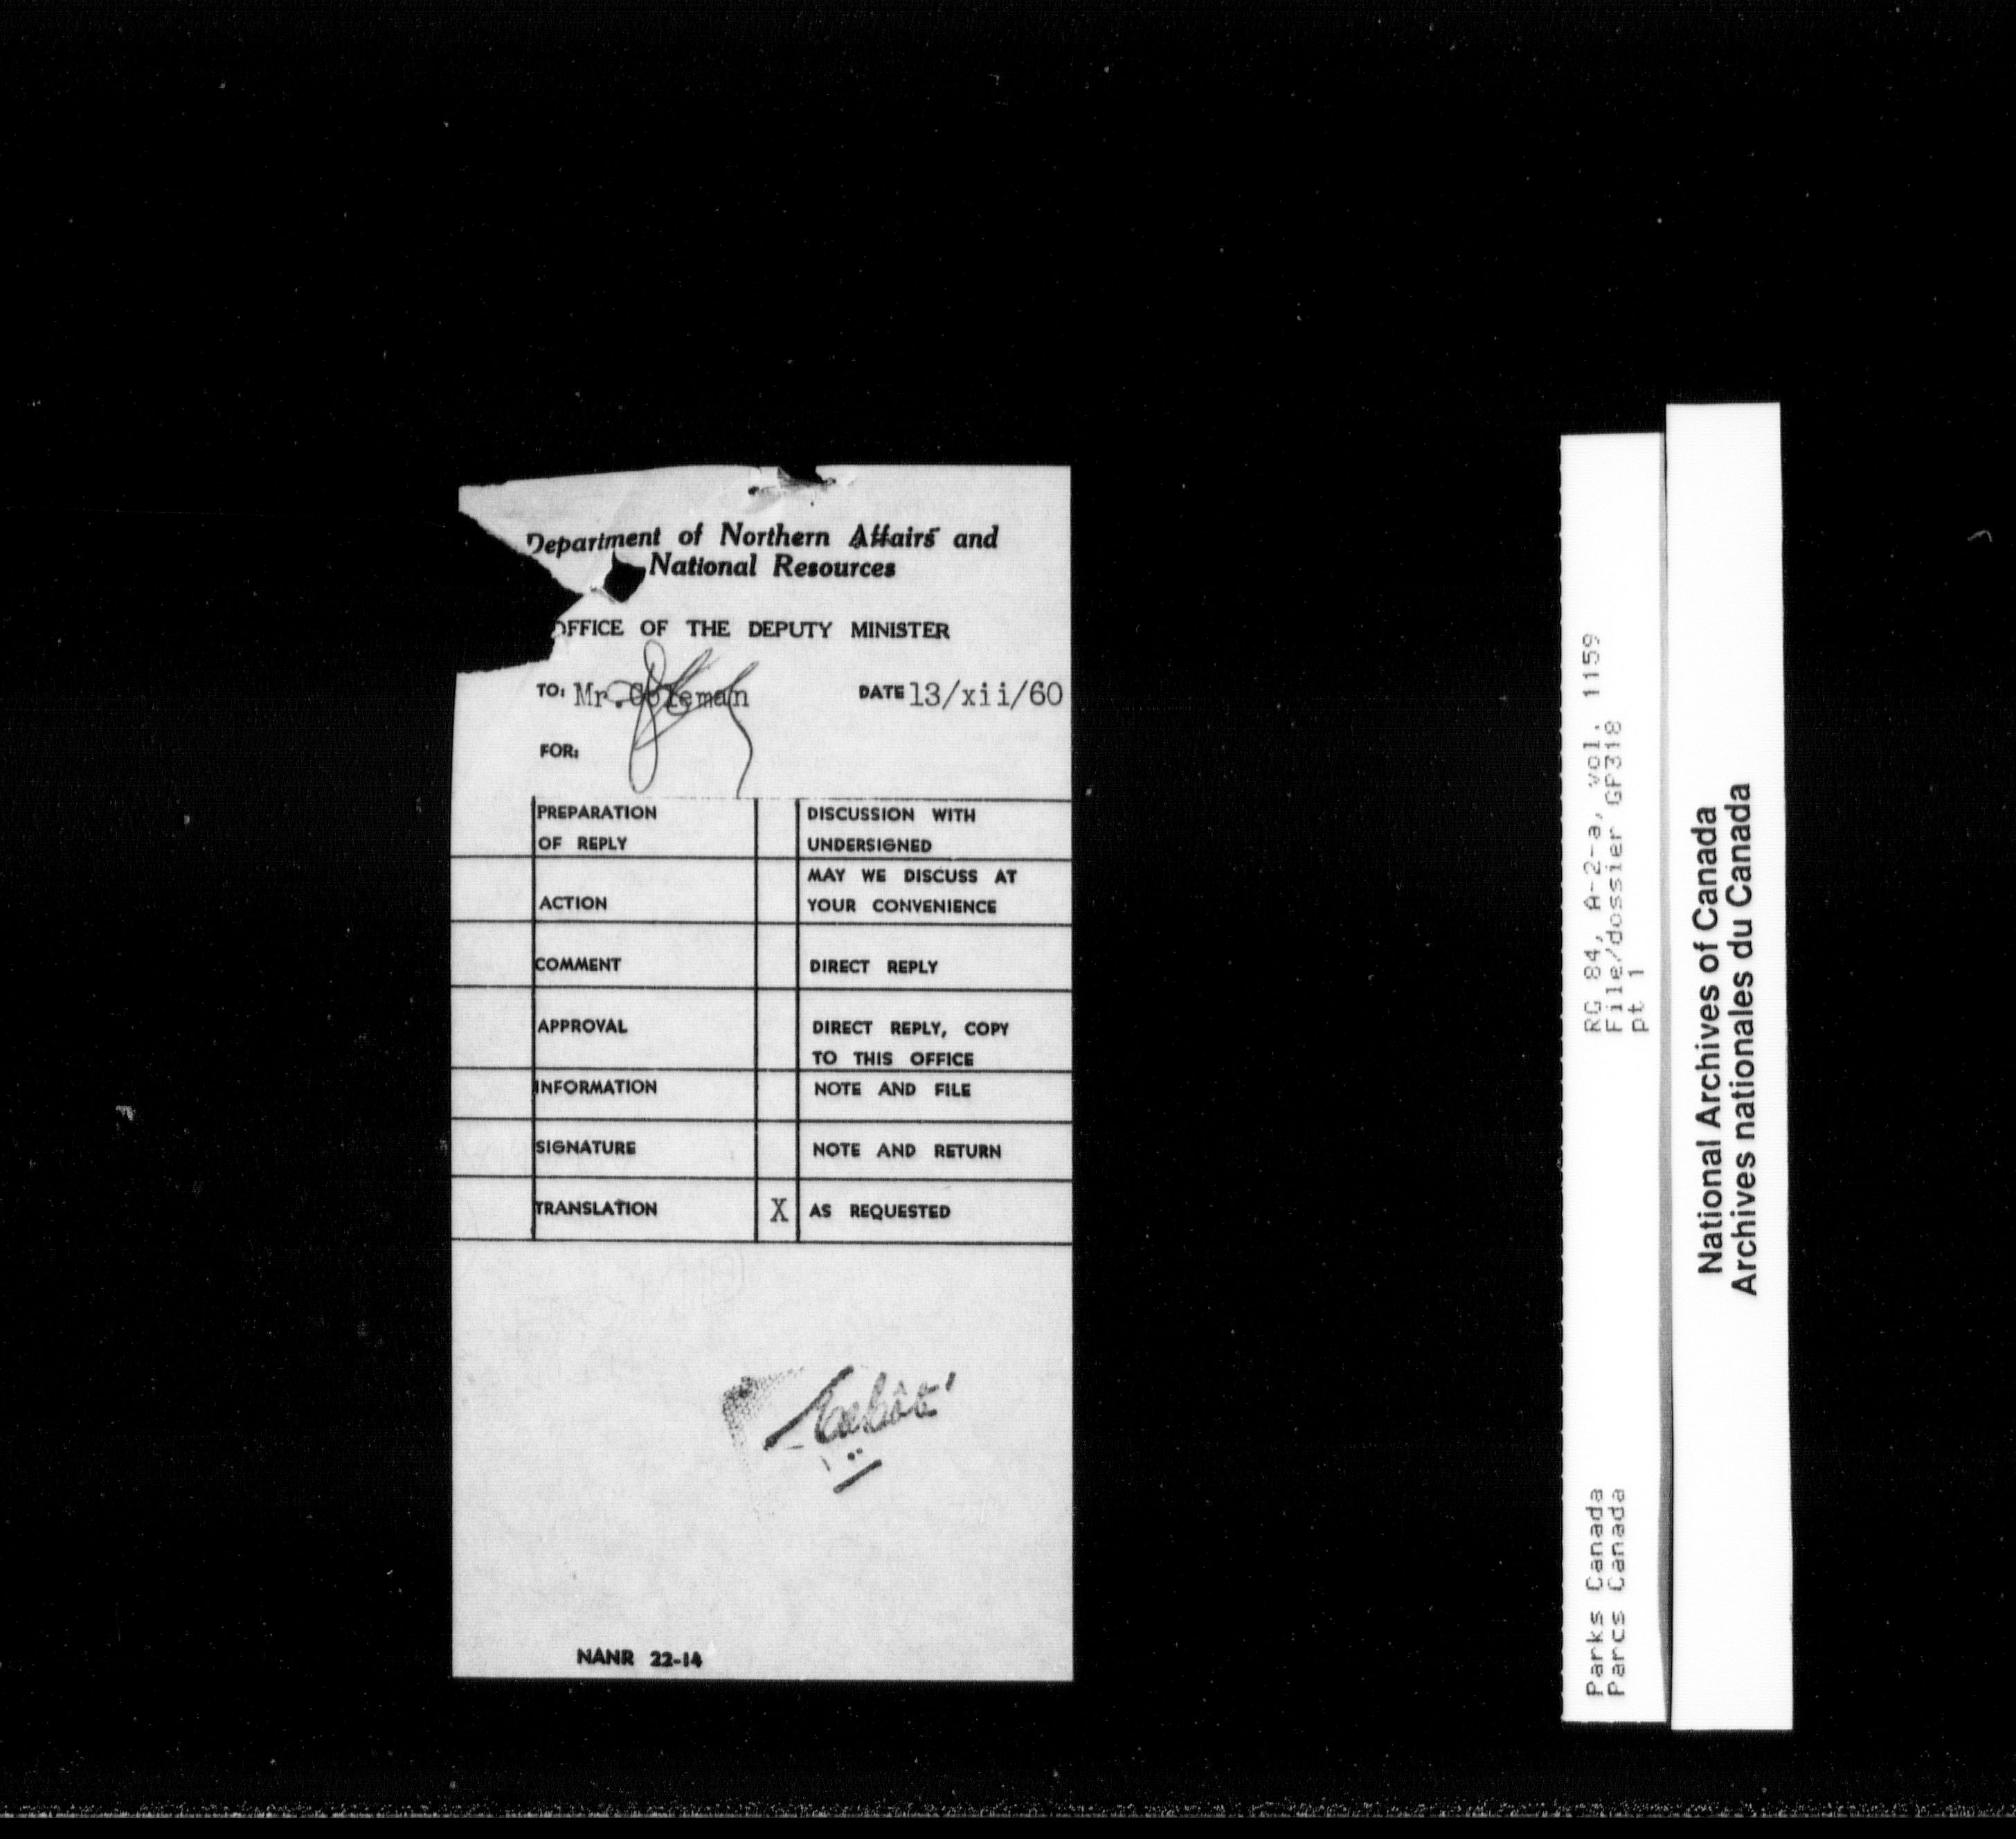 Department of Northern Affairs and
National Resources
OFFICE OF THE DEPUTY MINISTER
TO: Mr. Coleman DATE 13/xii/60
FOR:
PREPARATION
OF REPLY
DISCUSSION WITH
UNDERSIGNED
ACTION
MAY WE DISCUSS AT
YOUR CONVENIENCE
COMMENT
DIRECT REPLY
APPROVAL
DIRECT REPLY, COPY
TO THIS OFFICE
INFORMATION
NOTE AND FILE
SIGNATURE
NOTE AND RETURN
TRANSLATION
X AS REQUESTED
NANR 22-14
RG 84, A-2-a, vol. 1159
File/dossier GP318
pt 1
Parks Canada
Parcs Canada
National Archives of Canada
Archives nationales du Canada